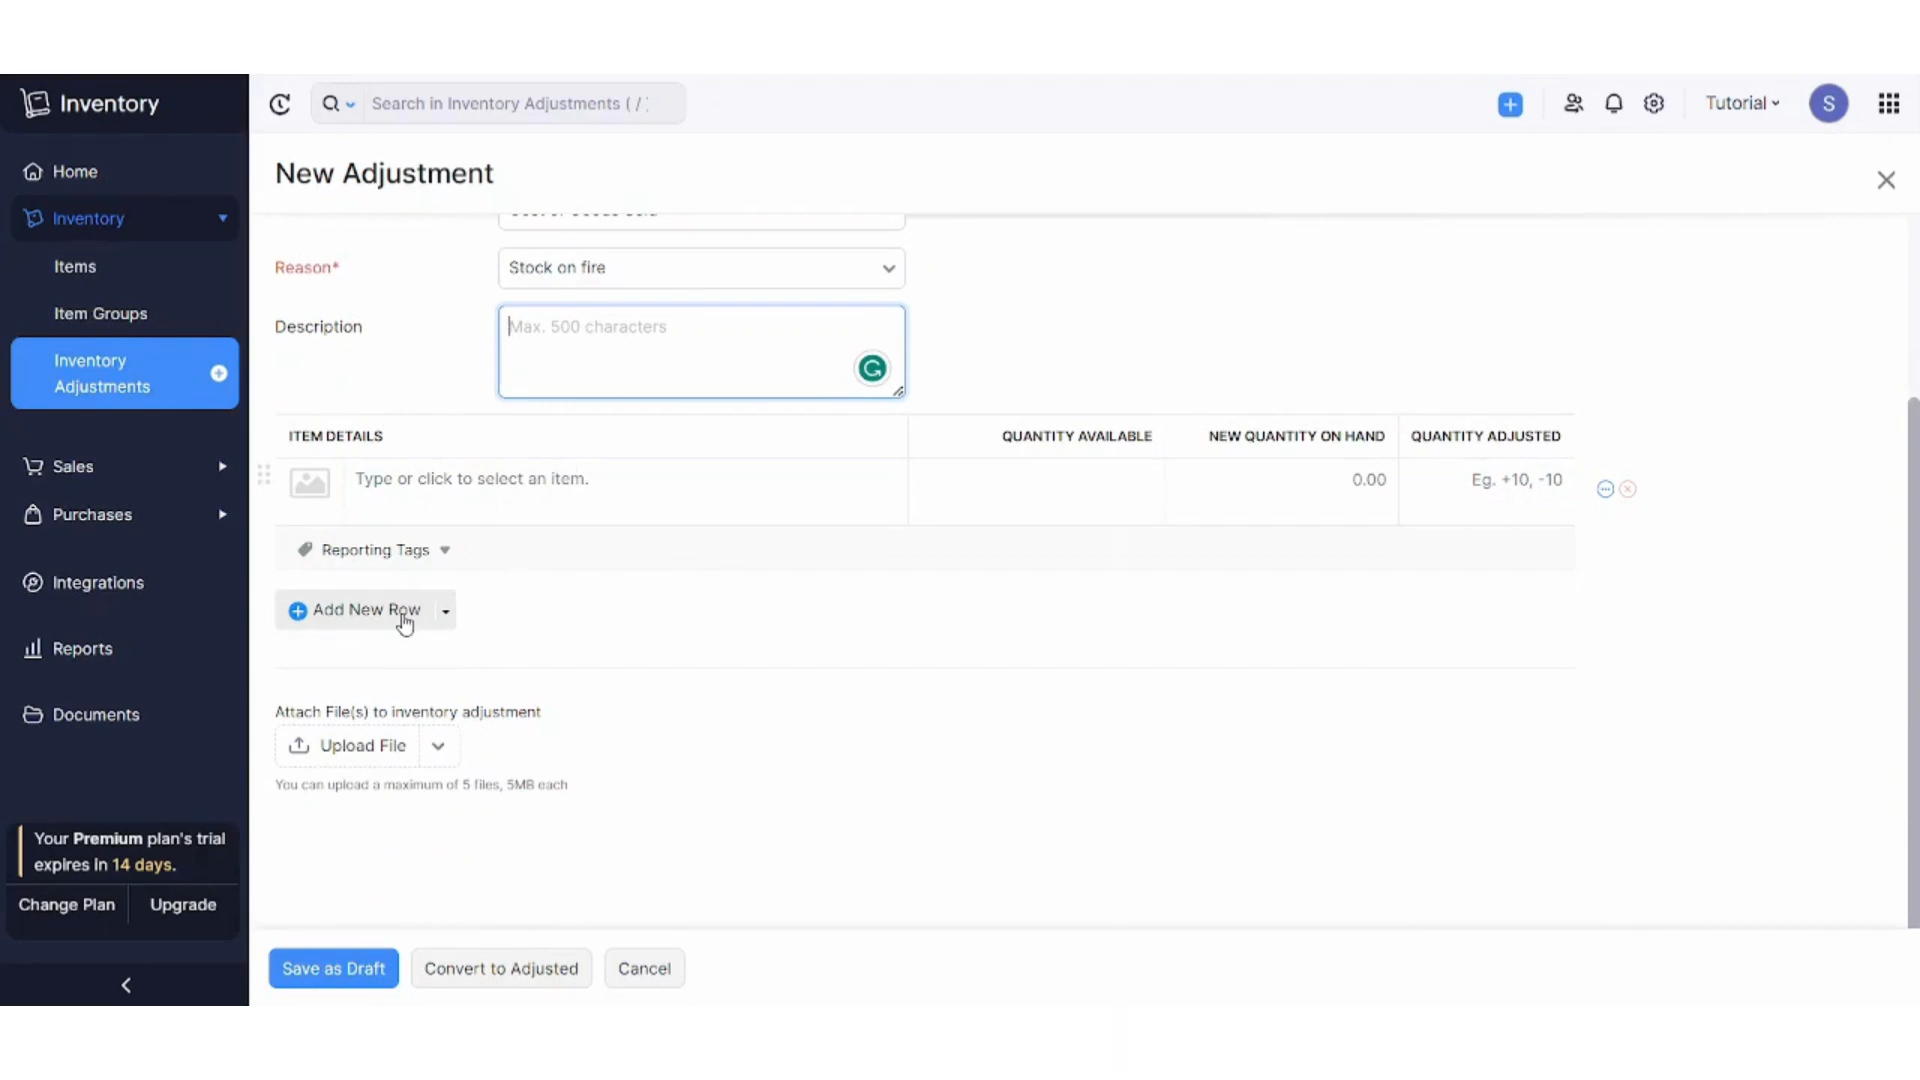 Inventory
Search in Inventory Adjustments ( / )
Tutorial
S
Home
Inventory
Items
Item Groups
Inventory
Adjustments
Sales
Purchases
Integrations
Reports
Documents
Your Premium plan's trial
expires in 14 days.
Change Plan
Upgrade
New Adjustment
Reason*
Stock on fire
Description
Max. 500 characters
ITEM DETAILS
QUANTITY AVAILABLE
NEW QUANTITY ON HAND
QUANTITY ADJUSTED
Type or click to select an item.
0.00
Eg. +10, -10
Reporting Tags
Add New Row
Attach File(s) to inventory adjustment
Upload File
You can upload a maximum of 5 files, 5MB each
Save as Draft
Convert to Adjusted
Cancel